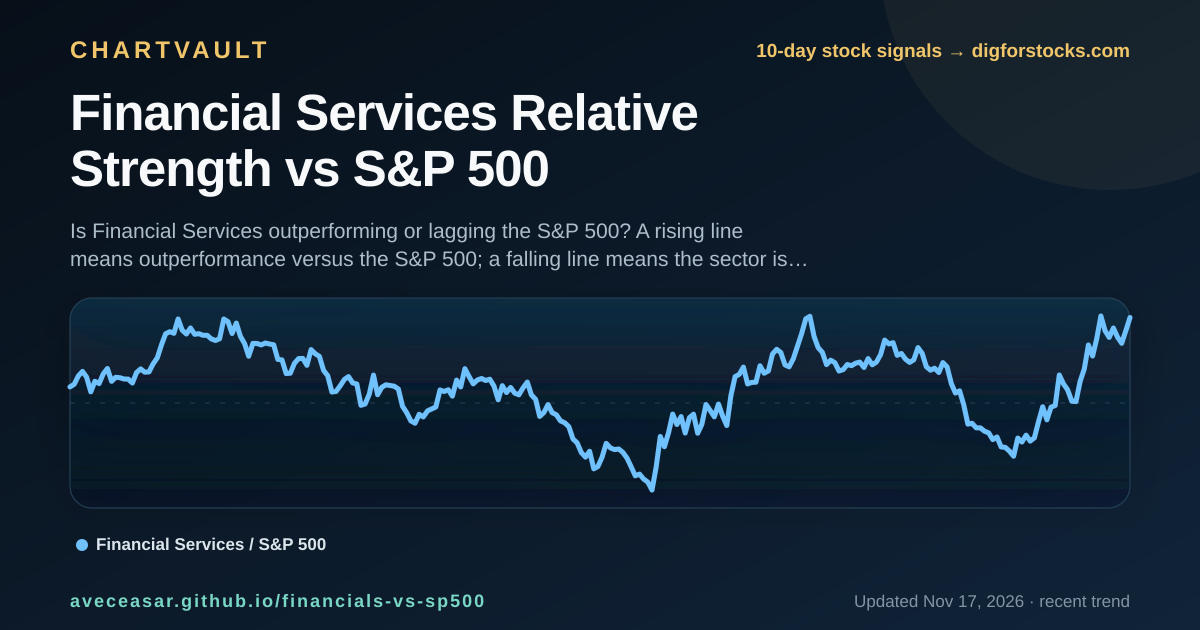 CHARTVAULT
10-day stock signals → digforstocks.com
Financial Services Relative
Strength vs S&P 500
Is Financial Services outperforming or lagging the S&P 500? A rising line
means outperformance versus the S&P 500; a falling line means the sector is…
Financial Services / S&P 500
aveceasar.github.io/financials-vs-sp500
Updated Nov 17, 2026 · recent trend